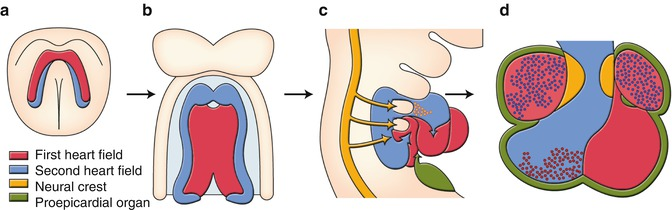 a b c d
First heart field
Second heart field
Neural crest
Proepicardial organ